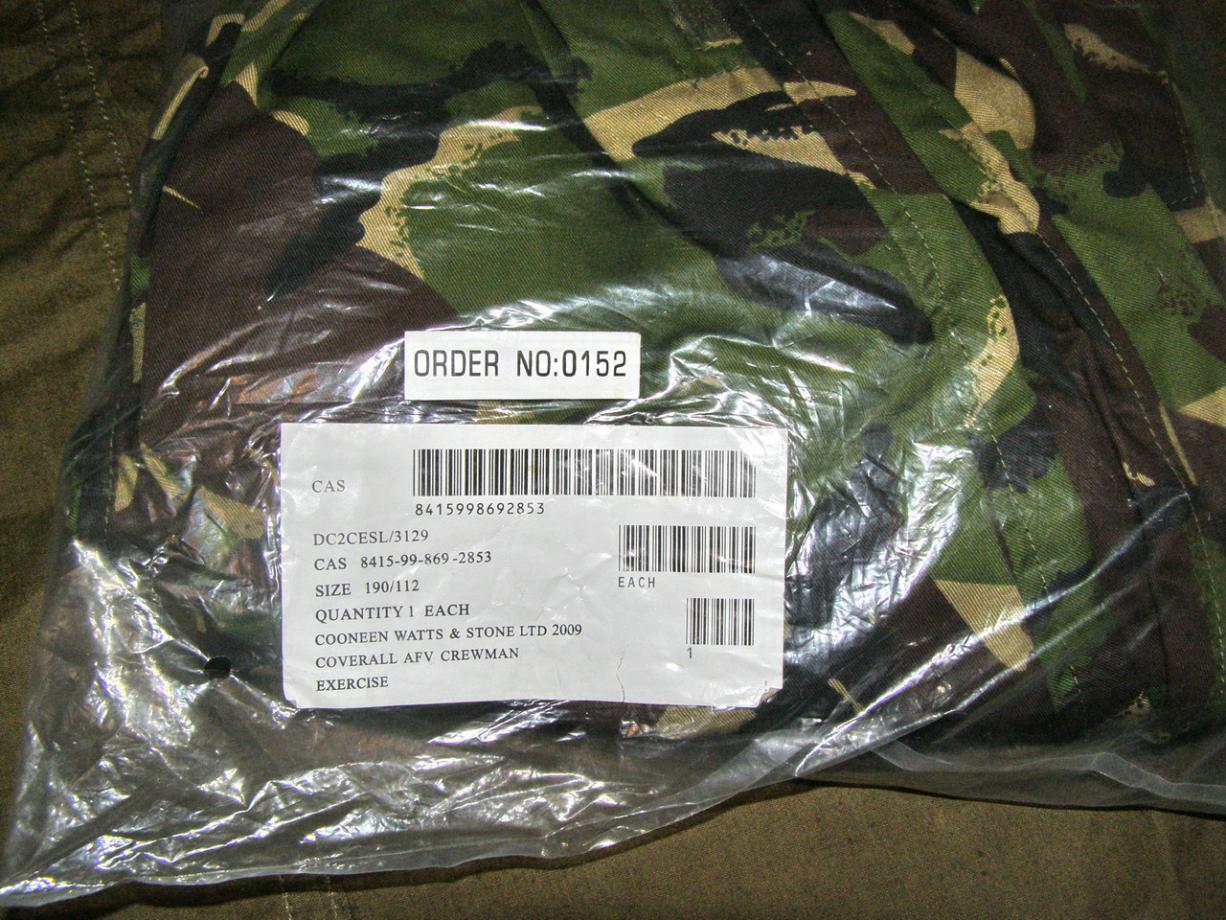 ORDER NO:0152
CAS
8415998692853
DC2CESL/3129
CAS 8415-99-869-2853
EACH
SIZE 190/112
QUANTITY 1 EACH
COONEEN WATTS & STONE LTD 2009
1
COVERALL AFV CREWMAN
EXERCISE